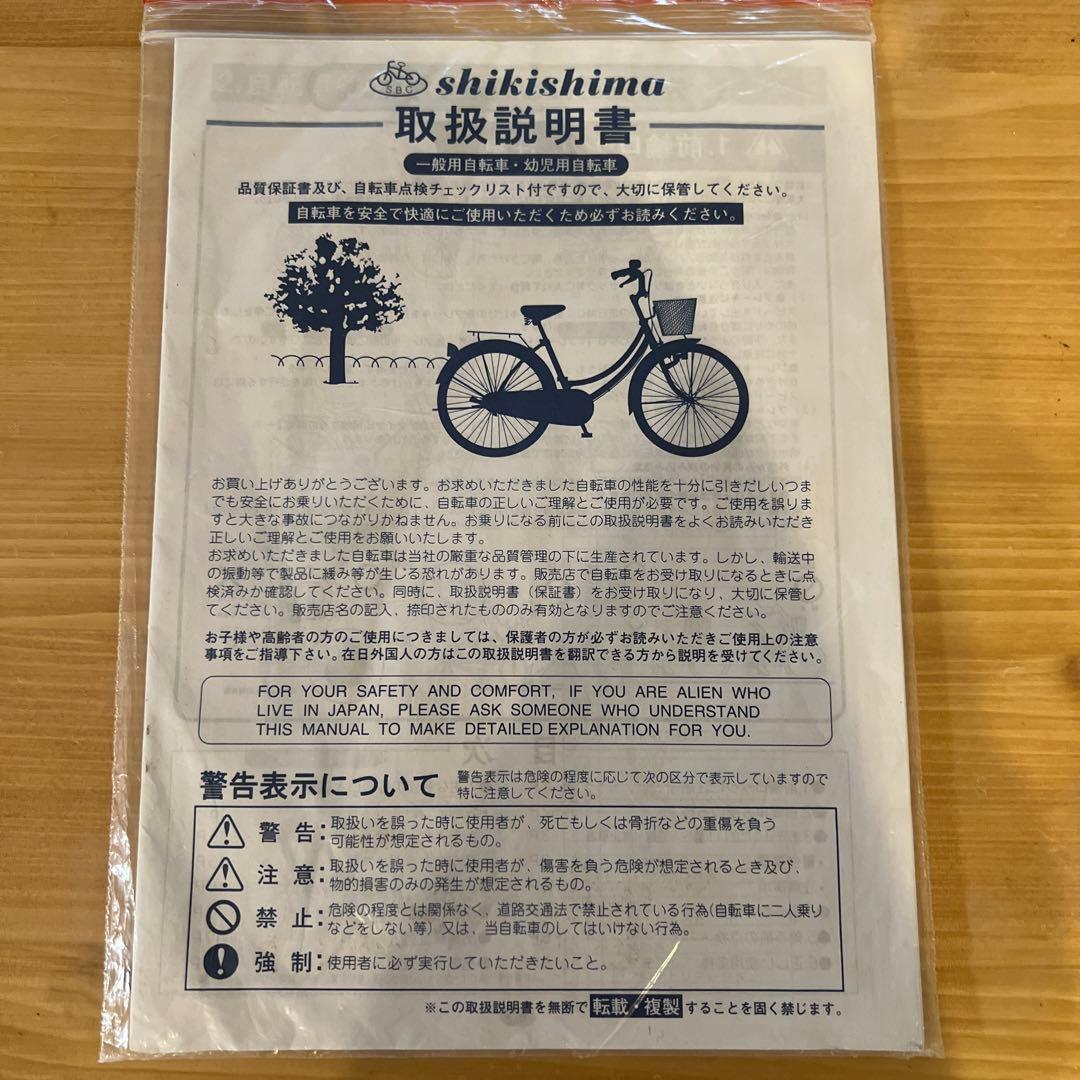 S.B.C
shikishima
取扱説明書
一般用自転車・幼児用自転車
品質保証書及び、自転車点検チェックリスト付ですので、大切に保管してください。
自転車を安全で快適にご使用いただくため必ずお読みください。
お買い上げありがとうございます。お求めいただきました自転車の性能を十分に引きだしいつま
でも安全にお乗りいただくために、自転車の正しいご理解とご使用が必要です。ご使用を誤りま
すと大きな事故につながりかねません。お乗りになる前にこの取扱説明書をよくお読みいただき
正しいご理解とご使用をお願いいたします。
お求めいただきました自転車は当社の厳重な品質管理の下に生産されています。しかし、輸送中
の振動等で製品に緩み等が生じる恐れがあります。販売店で自転車をお受け取りになるときに点
検済みか確認してください。同時に、取扱説明書（保証書）をお受け取りになり、大切に保管し
てください。販売店名の記入、捺印されたもののみ有効となりますのでご注意ください。
お子様や高齢者の方のご使用につきましては、保護者の方が必ずお読みいただきご使用上の注意
事項をご指導下さい。在日外国人の方はこの取扱説明書を翻訳できる方から説明を受けてください。
FOR YOUR SAFETY AND COMFORT, IF YOU ARE ALIEN WHO
LIVE IN JAPAN, PLEASE ASK SOMEONE WHO UNDERSTAND
THIS MANUAL TO MAKE DETAILED EXPLANATION FOR YOU.
警告表示について
警告表示は危険の程度に応じて次の区分で表示していますので
特に注意してください。
警 告：取扱いを誤った時に使用者が、死亡もしくは骨折などの重傷を負う
可能性が想定されるもの。
注 意：取扱いを誤った時に使用者が、傷害を負う危険が想定されるとき及び、
物的損害のみの発生が想定されるもの。
禁 止：危険の程度とは関係なく、道路交通法で禁止されている行為(自転車に二人乗り
などをしない等）又は、当自転車のしてはいけない行為。
強 制：使用者に必ず実行していただきたいこと。
※この取扱説明書を無断で転載・複製することを固く禁じます。